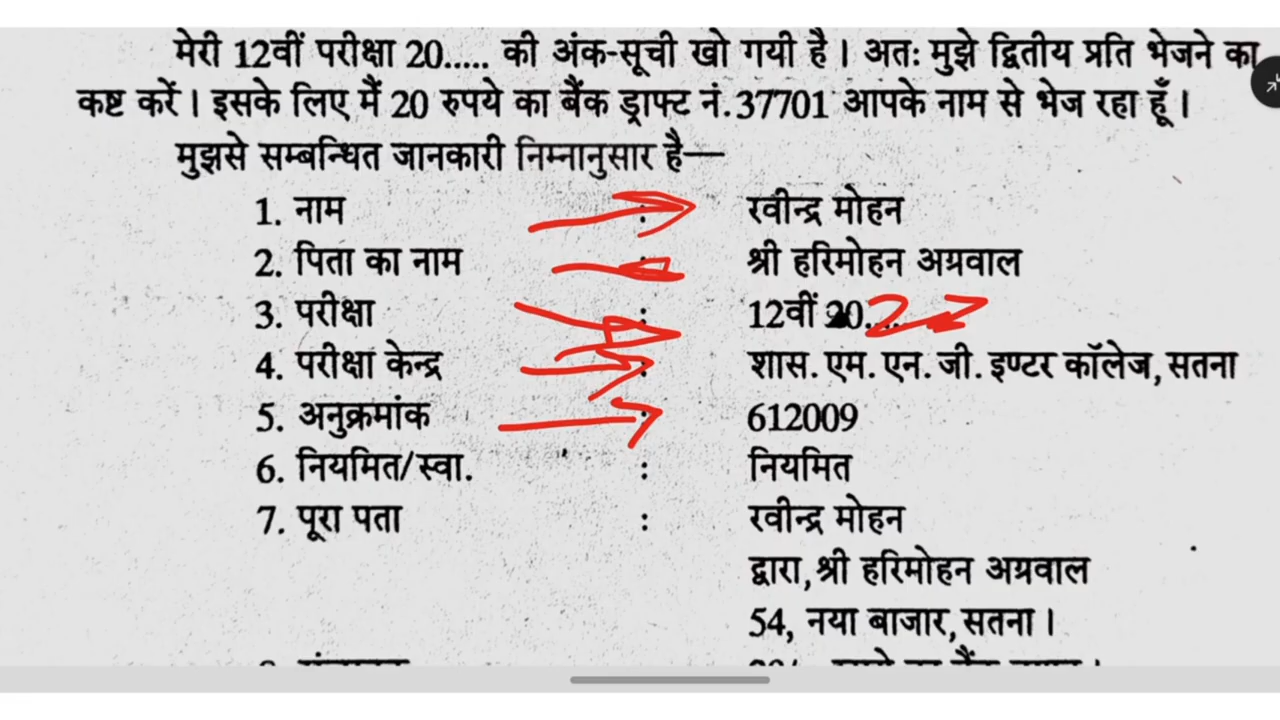 मेरी 12वीं परीक्षा 20..... की अंक-सूची खो गयी है। अतः मुझे द्वितीय प्रति भेजने का
कष्ट करें। इसके लिए मैं 20 रुपये का बैंक ड्राफ्ट नं.37701 आपके नाम से भेज रहा हूँ।
मुझसे सम्बन्धित जानकारी निम्नानुसार है—
1. नाम : रवीन्द्र मोहन
2. पिता का नाम : श्री हरिमोहन अग्रवाल
3. परीक्षा : 12वीं 20.....
4. परीक्षा केन्द्र : शास. एम. एन. जी. इण्टर कॉलेज, सतना
5. अनुक्रमांक : 612009
6. नियमित/स्वा. : नियमित
7. पूरा पता : रवीन्द्र मोहन
द्वारा, श्री हरिमोहन अग्रवाल
54, नया बाजार, सतना।